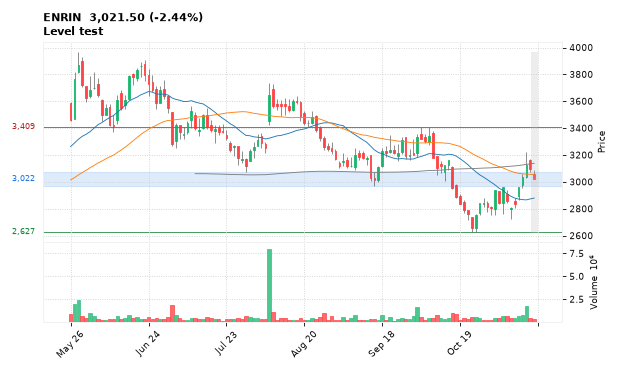 ENRIN 3,021.50 (-2.44%)
Level test
4000
3800
3600
3,409
3400
Price
3200
3,022
3000
2800
2,627
2600
7.5
5.0
2.5
Volume 10⁶
May 26
Jun 24
Jul 23
Aug 20
Sep 18
Oct 19